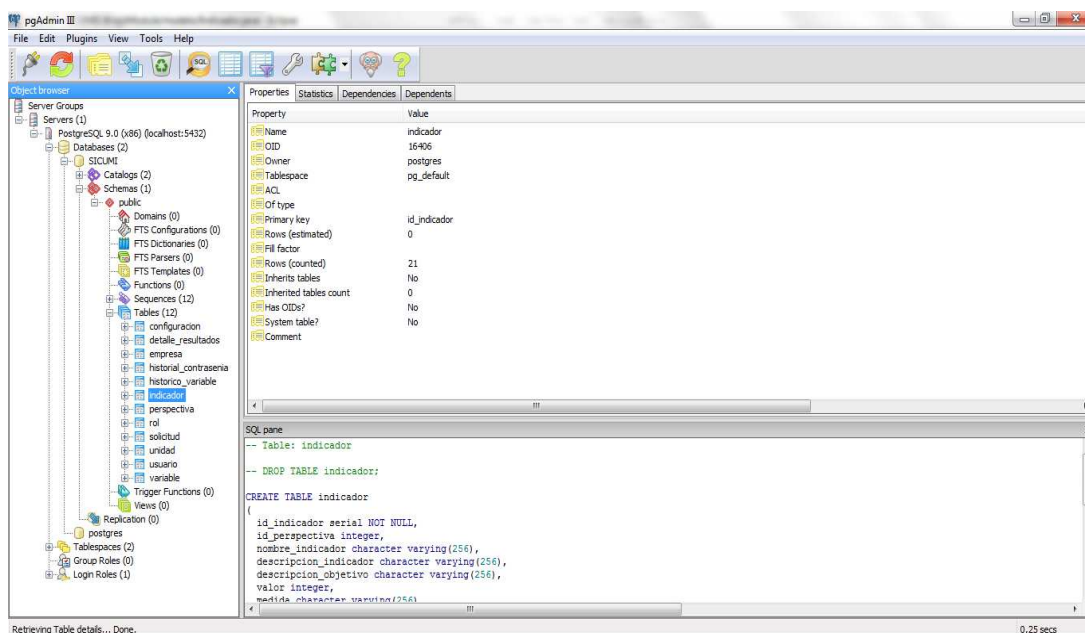 pgAdmin III
File Edit Plugins View Tools Help
SQL
Object browser X
Server Groups
Servers (1)
PostgreSQL 9.0 (x86) (localhost:5432)
Databases (2)
SICUMI
Catalogs (2)
Schemas (1)
public
Domains (0)
FTS Configurations (0)
FTS Dictionaries (0)
FTS Parsers (0)
FTS Templates (0)
Functions (0)
Sequences (12)
Tables (12)
configuracion
detalle_resultados
empresa
historial_contrasenia
historico_variable
indicador
perspectiva
rol
solicitud
unidad
usuario
variable
Trigger Functions (0)
Views (0)
Replication (0)
postgres
Tablespaces (2)
Group Roles (0)
Login Roles (1)
Properties Statistics Dependencies Dependents
Property Value
Name indicador
OID 16406
Owner postgres
Tablespace pg_default
ACL
Of type
Primary key id_indicador
Rows (estimated) 0
Fill factor
Rows (counted) 21
Inherits tables No
Inherited tables count 0
Has OIDs? No
System table? No
Comment
SQL pane
-- Table: indicador
-- DROP TABLE indicador;
CREATE TABLE indicador
(
id_indicador serial NOT NULL,
id_perspectiva integer,
nombre_indicador character varying(256),
descripcion_indicador character varying(256),
descripcion_objetivo character varying(256),
valor integer,
medida character varying(256)
Retrieving Table details... Done. 0.25 secs